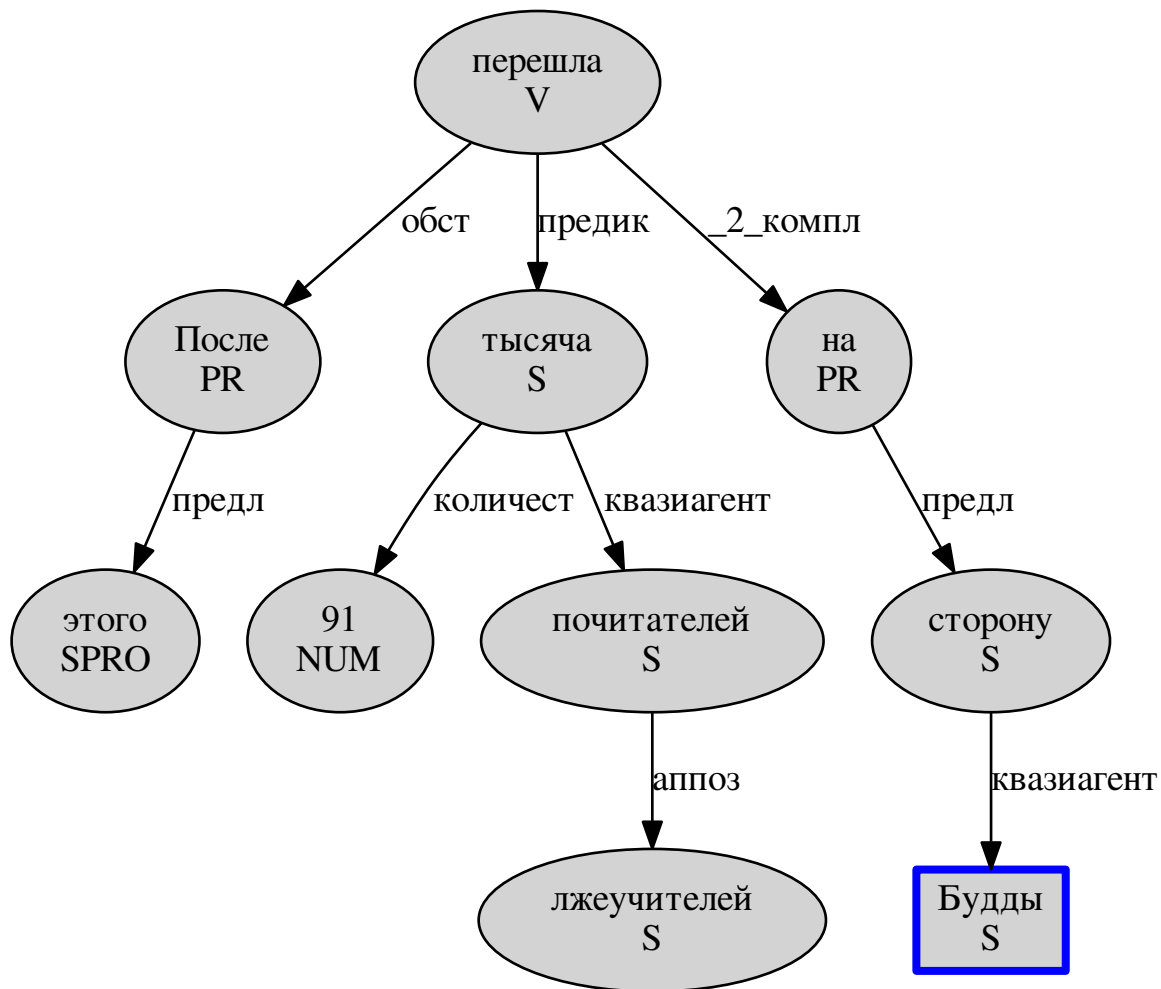 перешла
V
обст
предик
_2_компл
После
PR
тысяча
S
на
PR
предл
количест
квазиагент
предл
этого
SPRO
91
NUM
почитателей
S
сторону
S
аппоз
квазиагент
лжеучителей
S
Будды
S